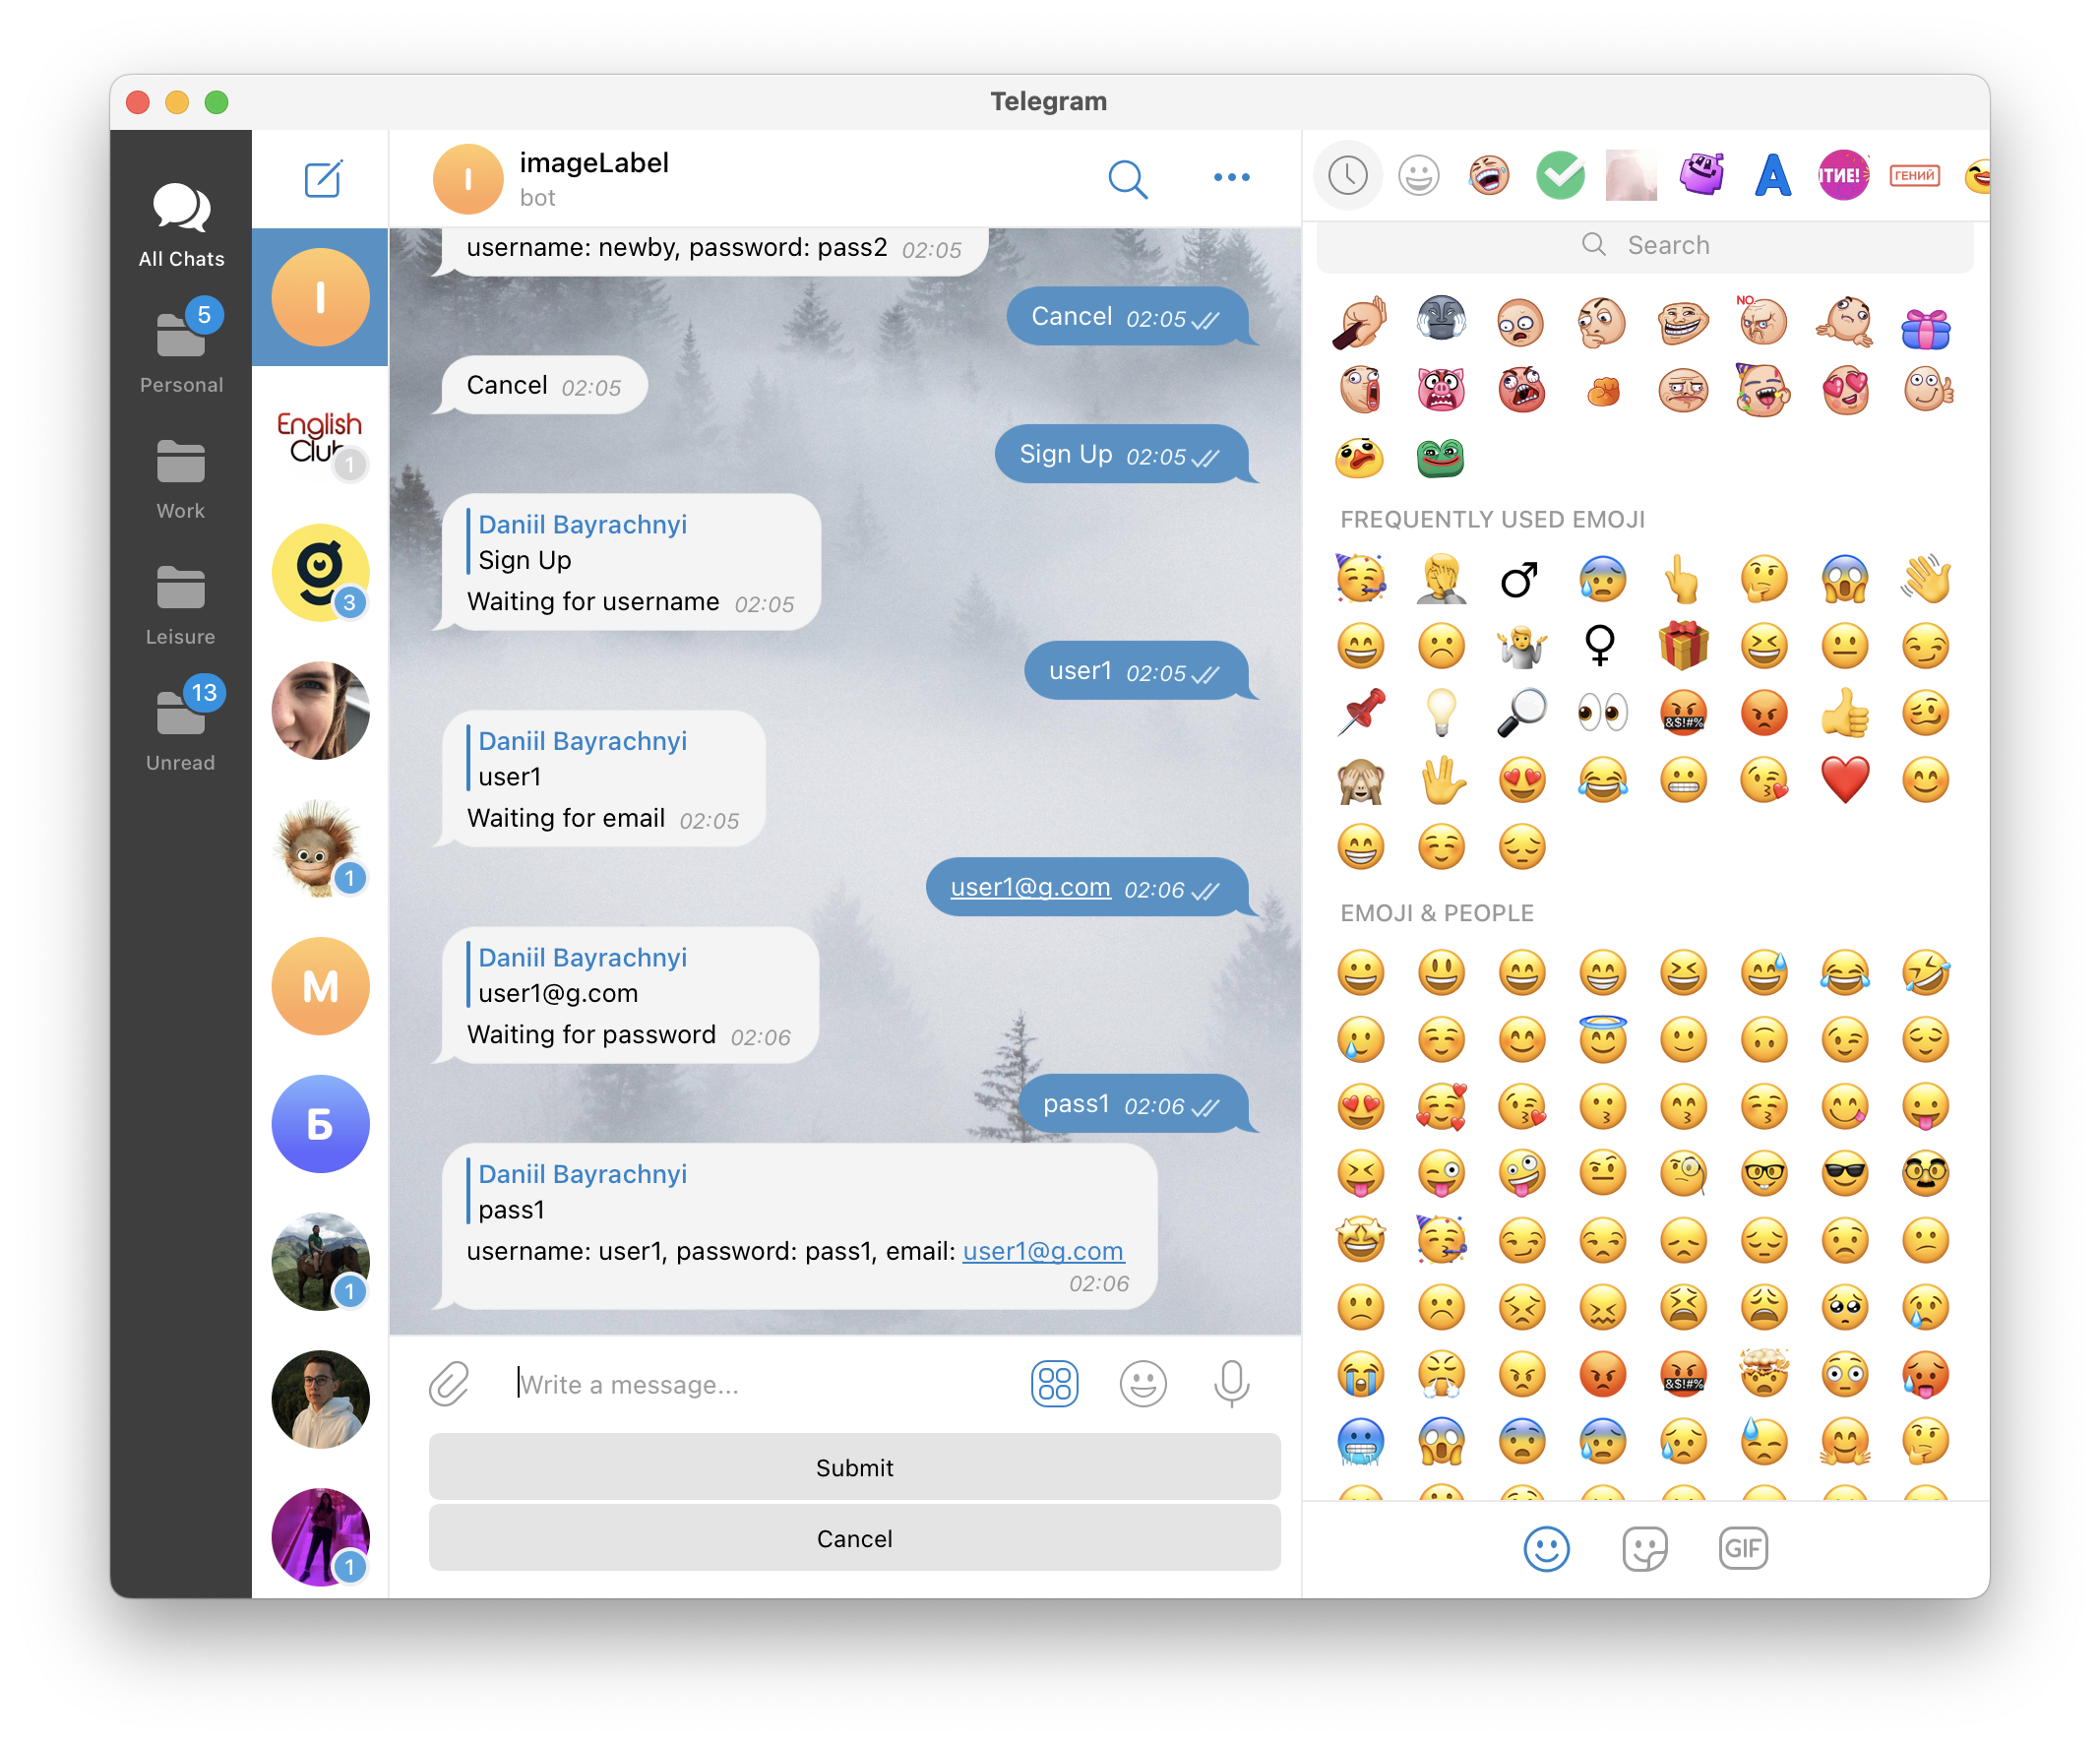 Telegram
All Chats
5
Personal
Work
Leisure
13
Unread
I
English
Club
1
3
1
М
Б
1
1
I
imageLabel
bot
username: newby, password: pass2 02:05
Cancel 02:05
Cancel 02:05
Sign Up 02:05
Daniil Bayrachnyi
Sign Up
Waiting for username 02:05
user1 02:05
Daniil Bayrachnyi
user1
Waiting for email 02:05
user1@g.com 02:06
Daniil Bayrachnyi
user1@g.com
Waiting for password 02:06
pass1 02:06
Daniil Bayrachnyi
pass1
username: user1, password: pass1, email: user1@g.com
02:06
Write a message...
Submit
Cancel
A
ІТИЕ!
ГЕНИЙ
Search
NO.
FREQUENTLY USED EMOJI
&$!#%
EMOJI & PEOPLE
&$!#%
GIF